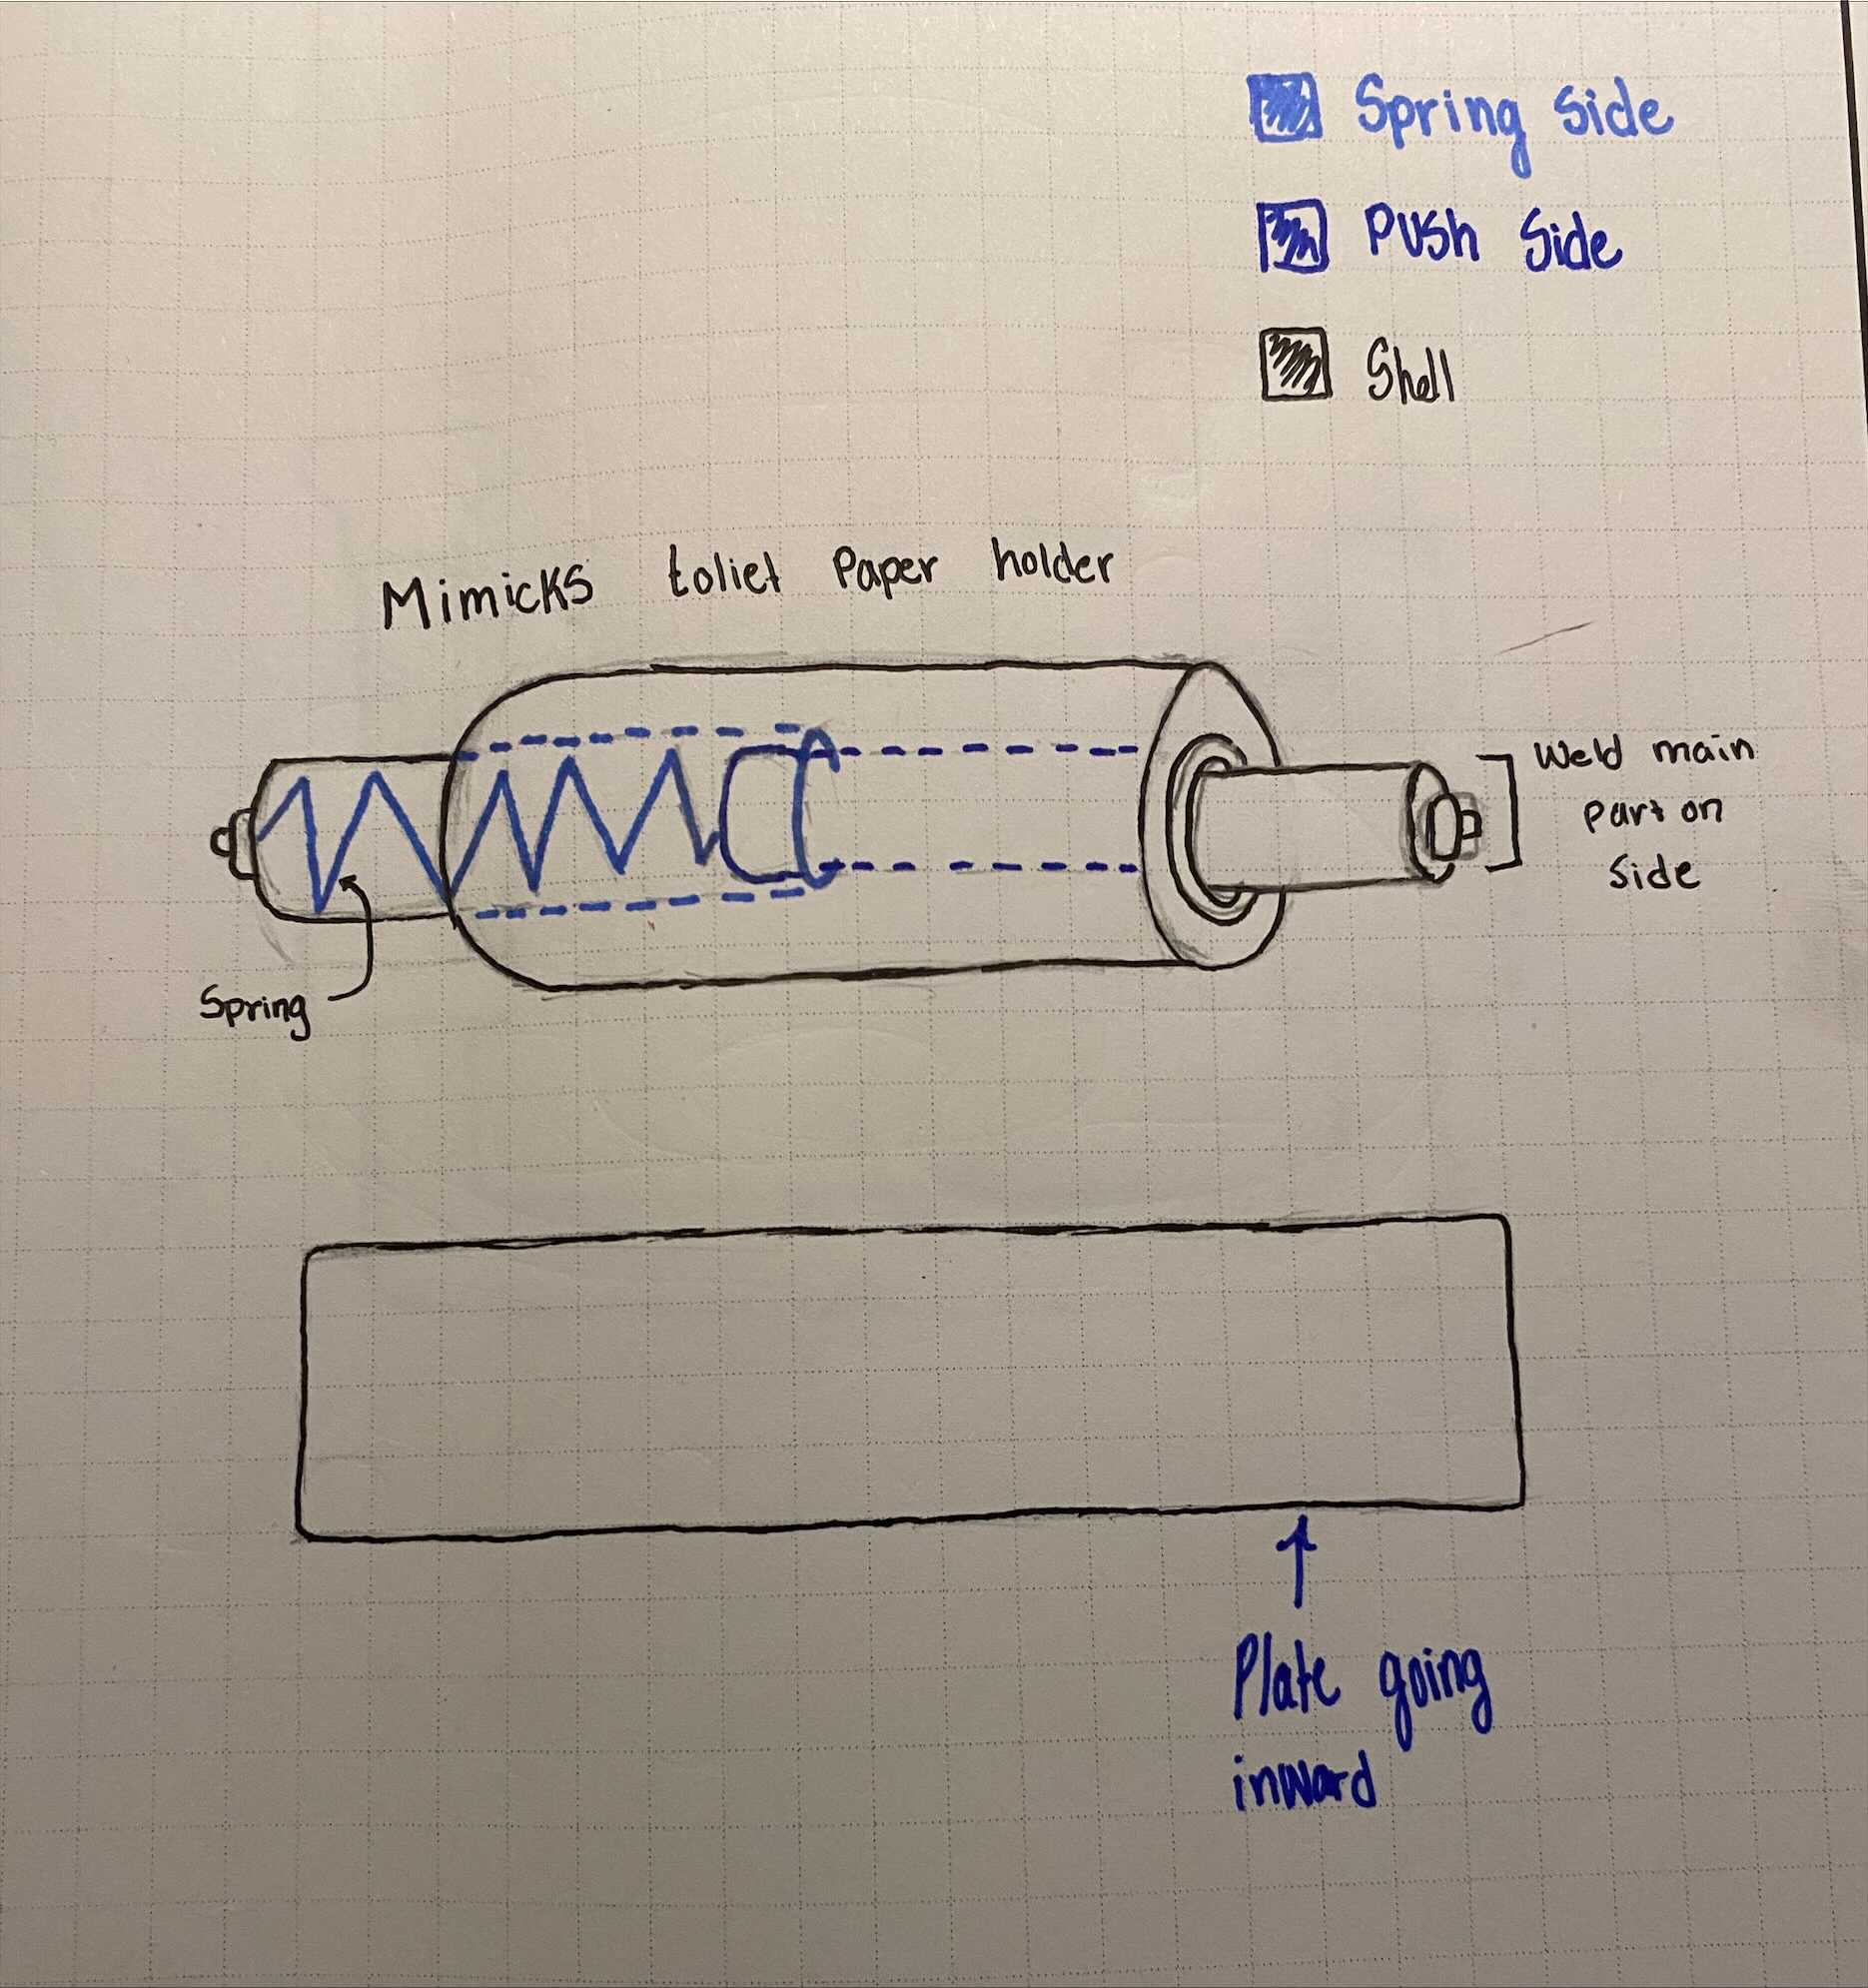 Spring Side
Push Side
Shell
Mimicks toliet Paper holder
Weld main
part on
Side
Spring
Plate going
inward